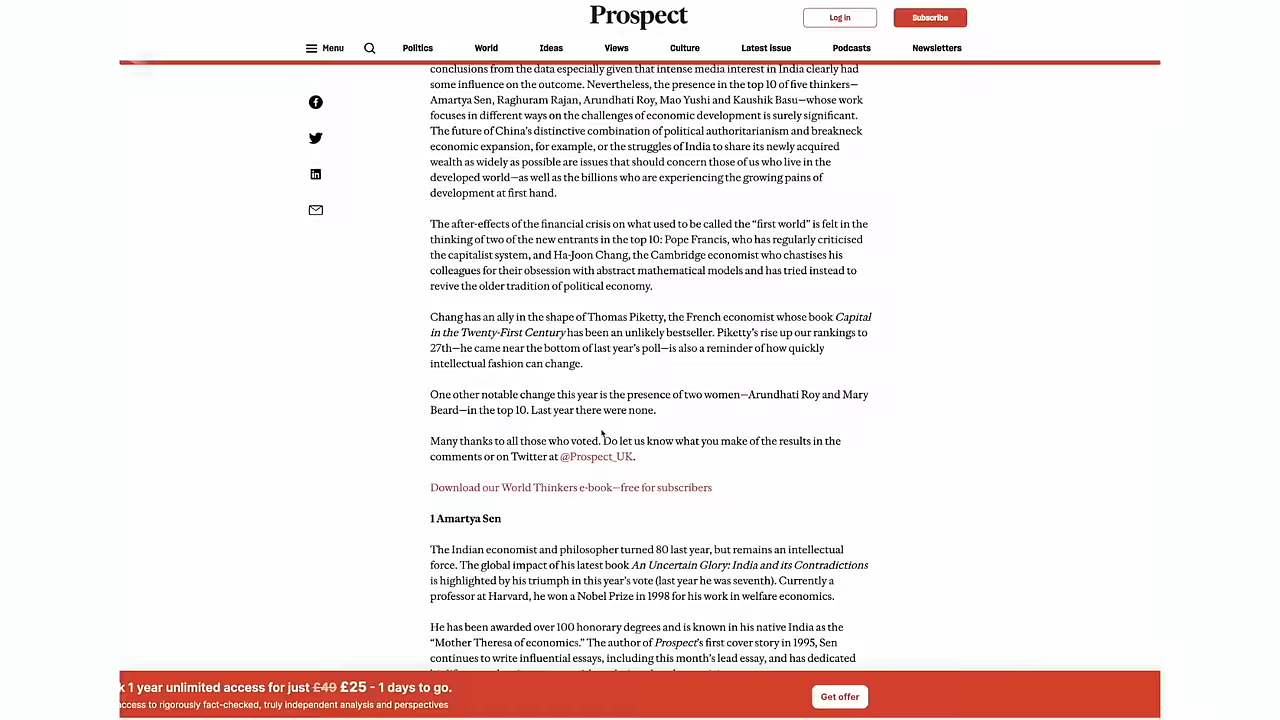 Prospect
Log in
Subscribe
Menu
Politics
World
Ideas
Views
Culture
Latest issue
Podcasts
Newsletters
conclusions from the data especially given that intense media interest in India clearly had
some influence on the outcome. Nevertheless, the presence in the top 10 of five thinkers—
Amartya Sen, Raghuram Rajan, Arundhati Roy, Mao Yushi and Kaushik Basu—whose work
focuses in different ways on the challenges of economic development is surely significant.
The future of China's distinctive combination of political authoritarianism and breakneck
economic expansion, for example, or the struggles of India to share its newly acquired
wealth as widely as possible are issues that should concern those of us who live in the
developed world—as well as the billions who are experiencing the growing pains of
development at first hand.
The after-effects of the financial crisis on what used to be called the “first world” is felt in the
thinking of two of the new entrants in the top 10: Pope Francis, who has regularly criticised
the capitalist system, and Ha-Joon Chang, the Cambridge economist who chastises his
colleagues for their obsession with abstract mathematical models and has tried instead to
revive the older tradition of political economy.
Chang has an ally in the shape of Thomas Piketty, the French economist whose book Capital
in the Twenty-First Century has been an unlikely bestseller. Piketty's rise up our rankings to
27th—he came near the bottom of last year's poll—is also a reminder of how quickly
intellectual fashion can change.
One other notable change this year is the presence of two women—Arundhati Roy and Mary
Beard—in the top 10. Last year there were none.
Many thanks to all those who voted. Do let us know what you make of the results in the
comments or on Twitter at @Prospect_UK.
Download our World Thinkers e-book—free for subscribers
1 Amartya Sen
The Indian economist and philosopher turned 80 last year, but remains an intellectual
force. The global impact of his latest book An Uncertain Glory: India and its Contradictions
is highlighted by his triumph in this year's vote (last year he was seventh). Currently a
professor at Harvard, he won a Nobel Prize in 1998 for his work in welfare economics.
He has been awarded over 100 honorary degrees and is known in his native India as the
“Mother Theresa of economics.” The author of Prospect's first cover story in 1995, Sen
continues to write influential essays, including this month's lead essay, and has dedicated
k 1 year unlimited access for just £49 £25 - 1 days to go.
access to rigorously fact-checked, truly independent analysis and perspectives
Get offer